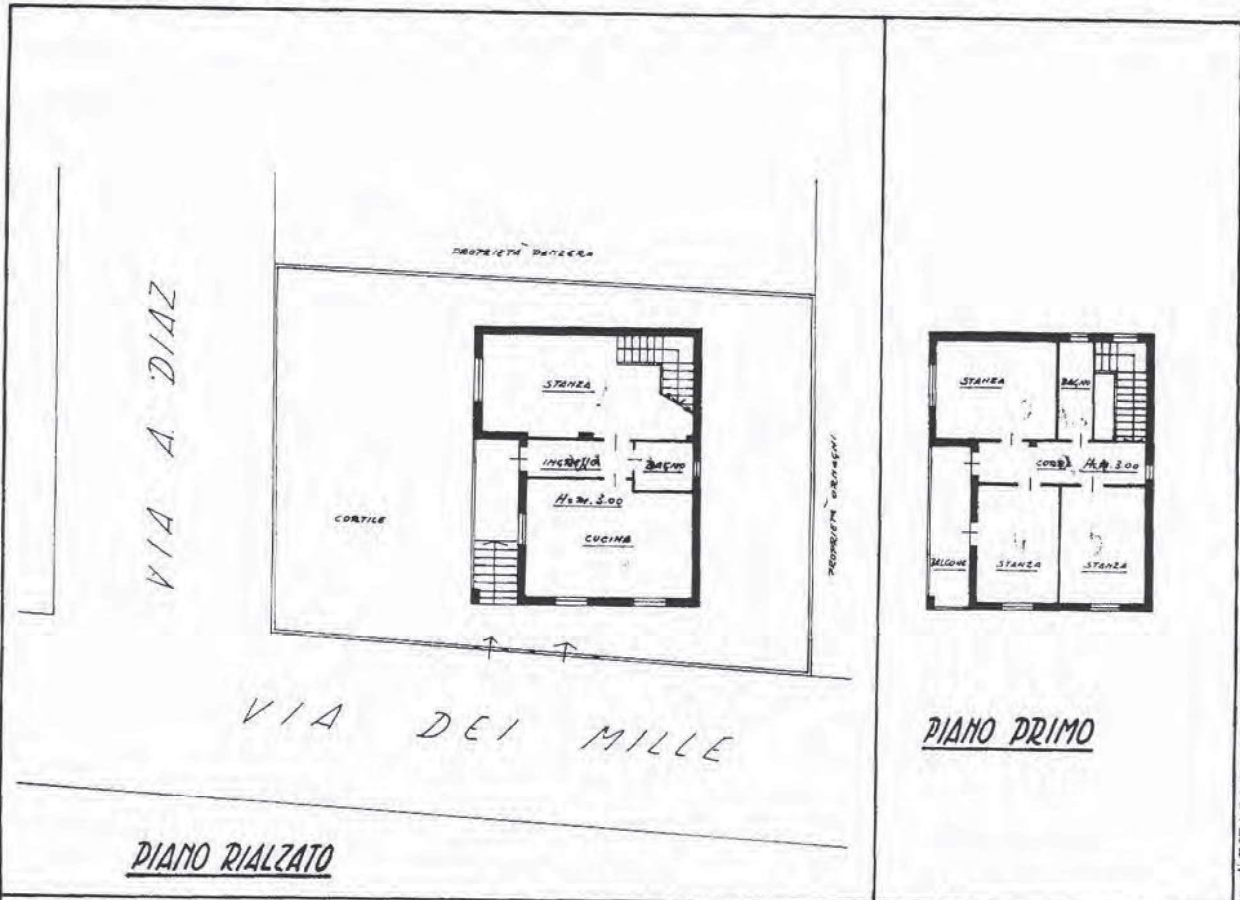 PROPRIETÀ PANZERA
VIA A. DIAZ
STANZA
INGRESSO
BAGNO
H=M. 3.00
CUCINA
CORTILE
PROPRIETÀ ORNAGNI
VIA DEI MILLE
PIANO RIALZATO
STANZA
BAGNO
CORR. H=M. 3.00
BALCONE
STANZA
STANZA
PIANO PRIMO